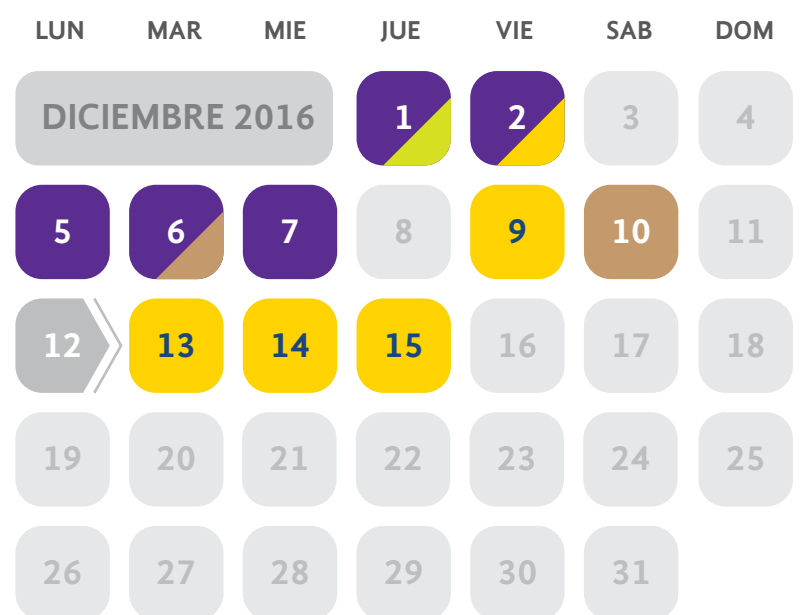 LUN MAR MIE JUE VIE SAB DOM
DICIEMBRE 2016 1 2 3 4
5 6 7 8 9 10 11
12 13 14 15 16 17 18
19 20 21 22 23 24 25
26 27 28 29 30 31